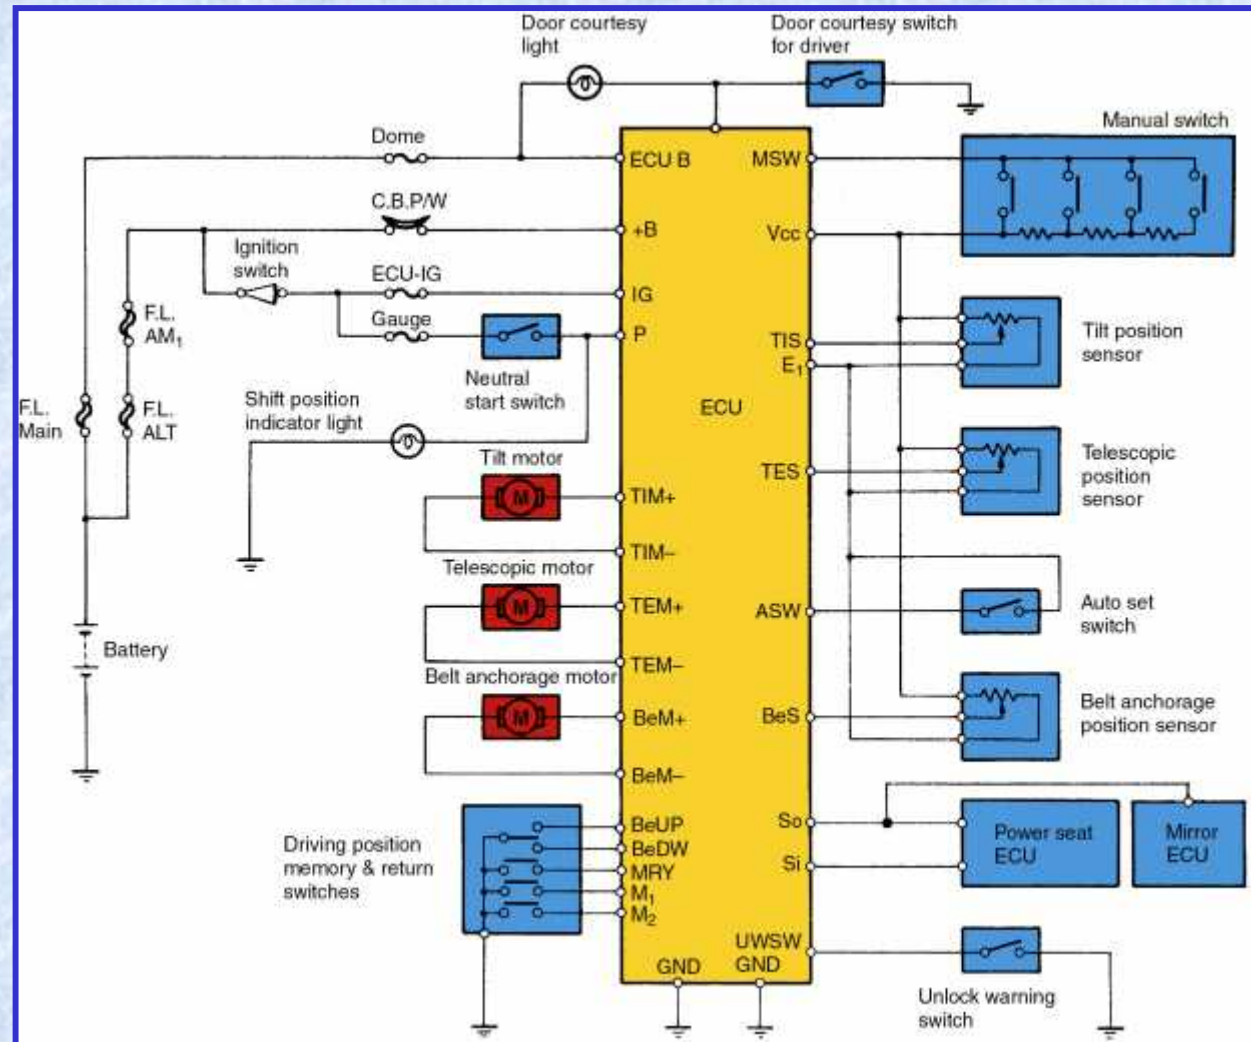 Door courtesy
light
Door courtesy switch
for driver
Dome
ECU B
MSW
Manual switch
C.B.P/W
+B
Vcc
Ignition
switch
ECU-IG
IG
F.L.
AM₁
Gauge
P
TIS
E₁
Tilt position
sensor
Neutral
start switch
Shift position
indicator light
F.L.
Main
F.L.
ALT
ECU
Tilt motor
TES
Telescopic
position
sensor
M
TIM+
TIM–
Telescopic motor
M
TEM+
ASW
Auto set
switch
Battery
TEM–
Belt anchorage motor
M
BeM+
BeS
Belt anchorage
position sensor
BeM–
Driving position
memory & return
switches
BeUP
BeDW
MRY
M₁
M₂
So
Si
Power seat
ECU
Mirror
ECU
UWSW
GND
GND
Unlock warning
switch